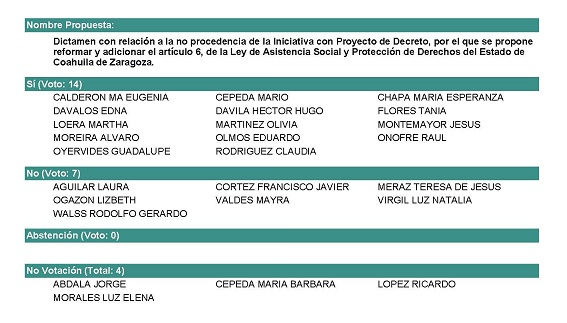 Nombre Propuesta:
Dictamen con relación a la no procedencia de la Iniciativa con Proyecto de Decreto, por el que se propone
reformar y adicionar el artículo 6, de la Ley de Asistencia Social y Protección de Derechos del Estado de
Coahuila de Zaragoza.
Sí (Voto: 14)
CALDERON MA EUGENIA CEPEDA MARIO CHAPA MARIA ESPERANZA
DAVALOS EDNA DAVILA HECTOR HUGO FLORES TANIA
LOERA MARTHA MARTINEZ OLIVIA MONTEMAYOR JESUS
MOREIRA ALVARO OLMOS EDUARDO ONOFRE RAUL
OYERVIDES GUADALUPE RODRIGUEZ CLAUDIA
No (Voto: 7)
AGUILAR LAURA CORTEZ FRANCISCO JAVIER MERAZ TERESA DE JESUS
OGAZON LIZBETH VALDES MAYRA VIRGIL LUZ NATALIA
WALSS RODOLFO GERARDO
Abstención (Voto: 0)
No Votación (Total: 4)
ABDALA JORGE CEPEDA MARIA BARBARA LOPEZ RICARDO
MORALES LUZ ELENA